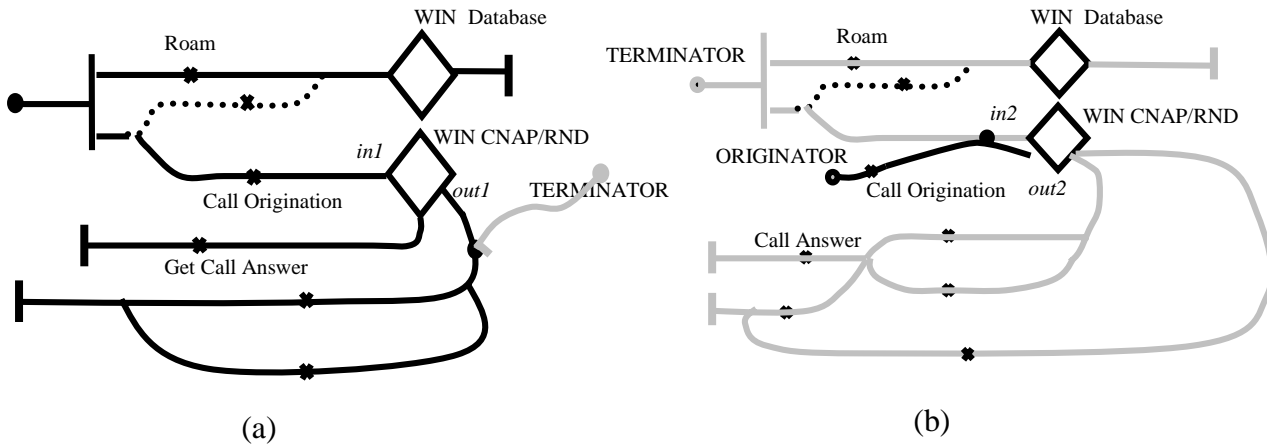 WIN Database
Roam
WIN CNAP/RND
in1
Call Origination
out1
TERMINATOR
Get Call Answer
(a)
WIN Database
Roam
TERMINATOR
in2
WIN CNAP/RND
ORIGINATOR
Call Origination
out2
Call Answer
(b)